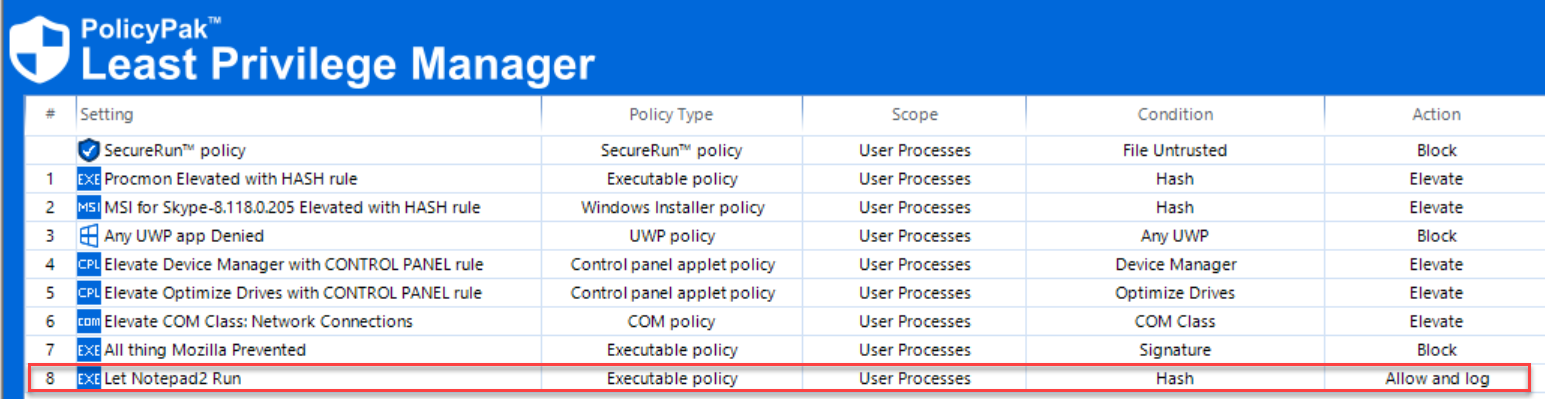 PolicyPak™
Least Privilege Manager
# Setting Policy Type Scope Condition Action
SecureRun™ policy SecureRun™ policy User Processes File Untrusted Block
1 EXE Procmon Elevated with HASH rule Executable policy User Processes Hash Elevate
2 MSI MSI for Skype-8.118.0.205 Elevated with HASH rule Windows Installer policy User Processes Hash Elevate
3 Any UWP app Denied UWP policy User Processes Any UWP Block
4 CPL Elevate Device Manager with CONTROL PANEL rule Control panel applet policy User Processes Device Manager Elevate
5 CPL Elevate Optimize Drives with CONTROL PANEL rule Control panel applet policy User Processes Optimize Drives Elevate
6 COM Elevate COM Class: Network Connections COM policy User Processes COM Class Elevate
7 EXE All thing Mozilla Prevented Executable policy User Processes Signature Block
8 EXE Let Notepad2 Run Executable policy User Processes Hash Allow and log